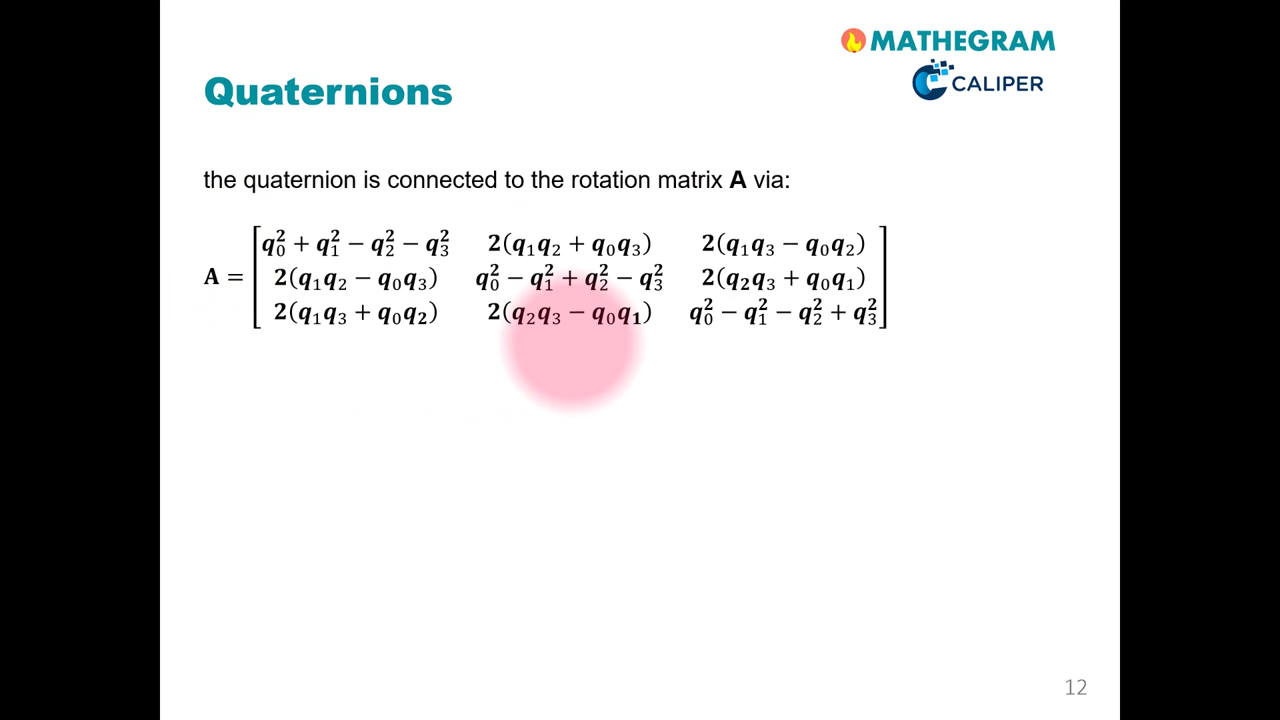 MATHEGRAM
CALIPER
Quaternions
the quaternion is connected to the rotation matrix A via:
q₀² + q₁² − q₂² − q₃² 2(q₁q₂ + q₀q₃) 2(q₁q₃ − q₀q₂)
A = 2(q₁q₂ − q₀q₃) q₀² − q₁² + q₂² − q₃² 2(q₂q₃ + q₀q₁)
2(q₁q₃ + q₀q₂) 2(q₂q₃ − q₀q₁) q₀² − q₁² − q₂² + q₃²
12